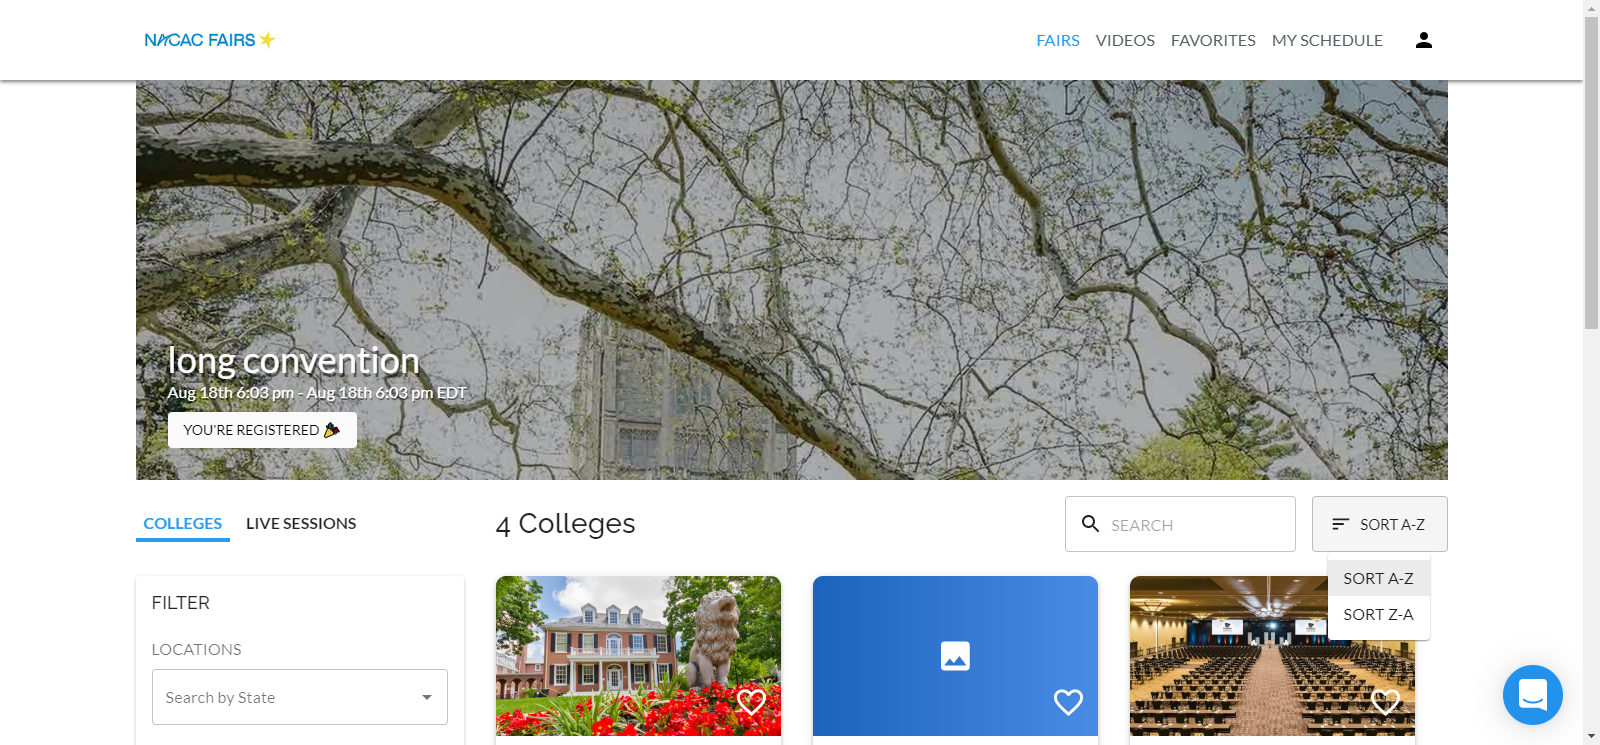 NACAC FAIRS
FAIRS
VIDEOS
FAVORITES
MY SCHEDULE
long convention
Aug 18th 6:03 pm - Aug 18th 6:03 pm EDT
YOU'RE REGISTERED
COLLEGES
LIVE SESSIONS
4 Colleges
SEARCH
SORT A-Z
SORT A-Z
SORT Z-A
FILTER
LOCATIONS
Search by State